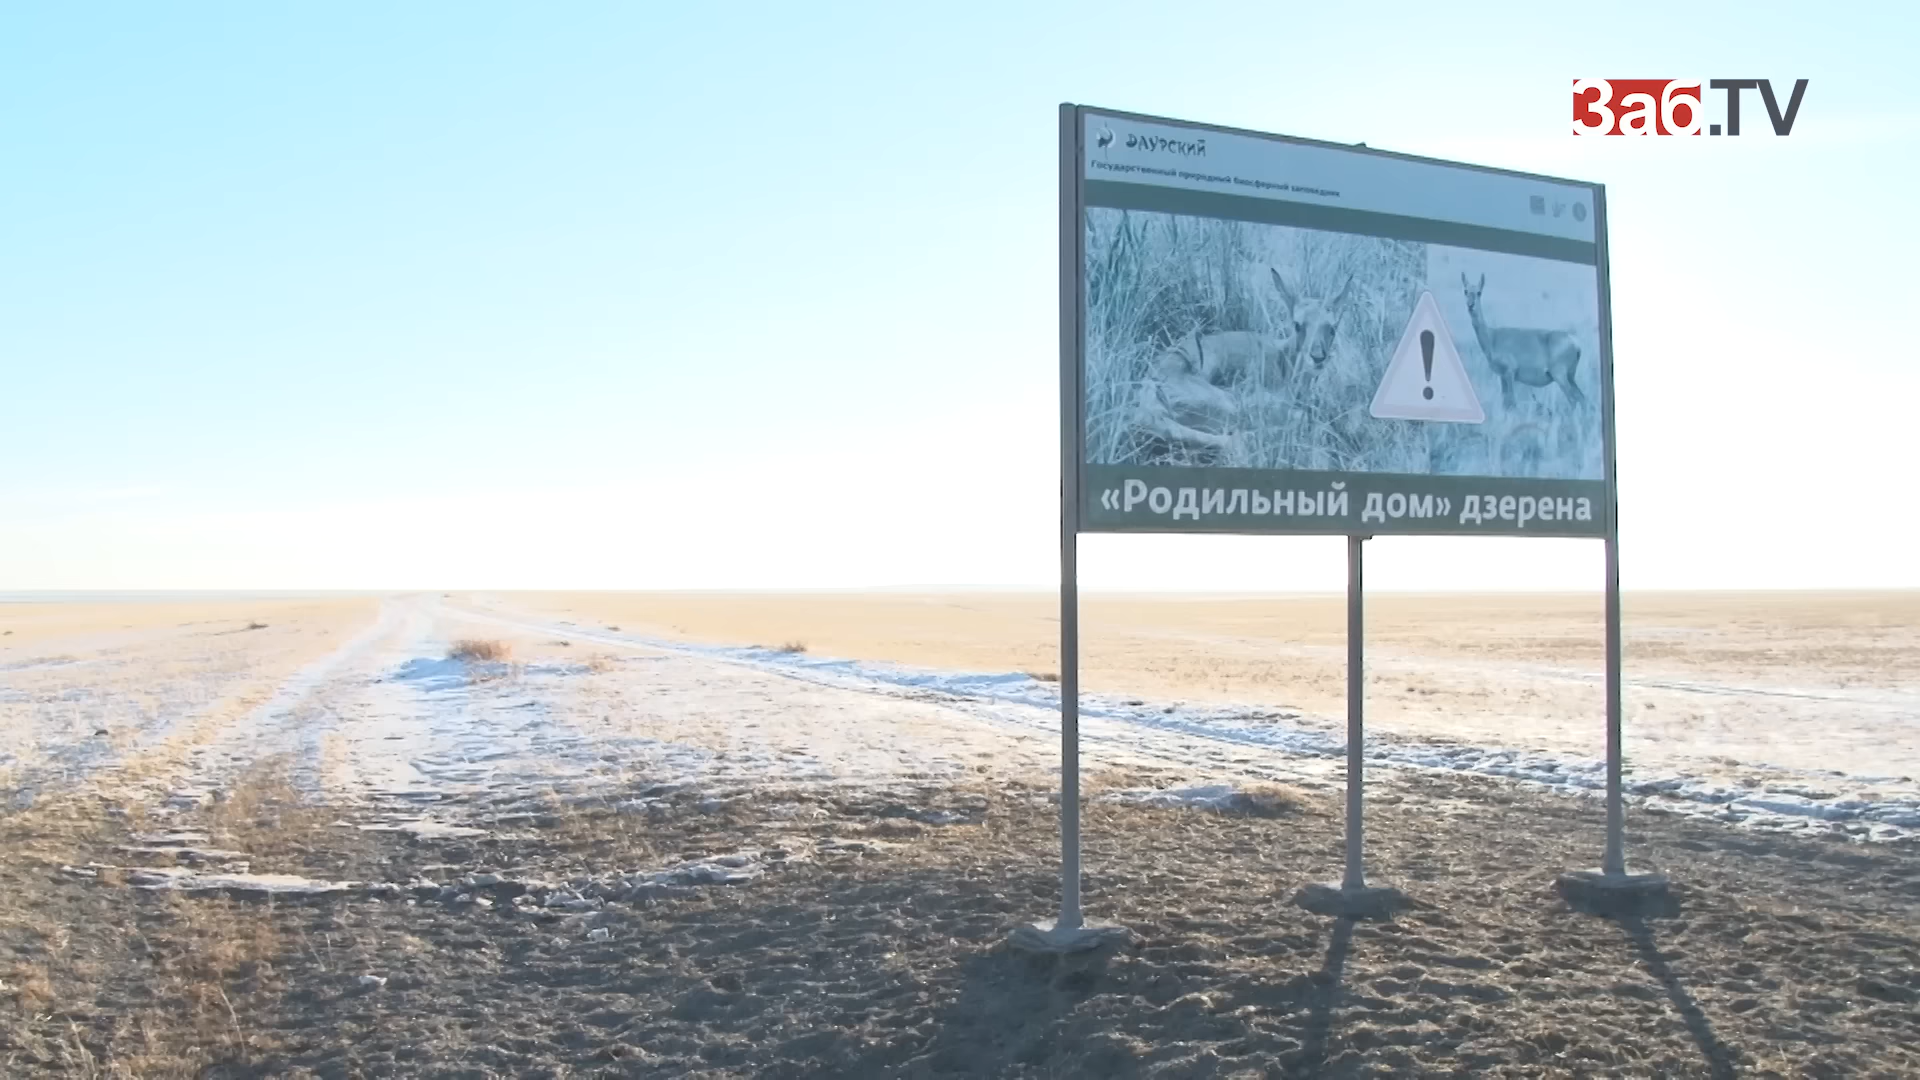 Заб.TV
ДАУРСКИЙ
Государственный природный биосферный заповедник
«Родильный дом» дзерена